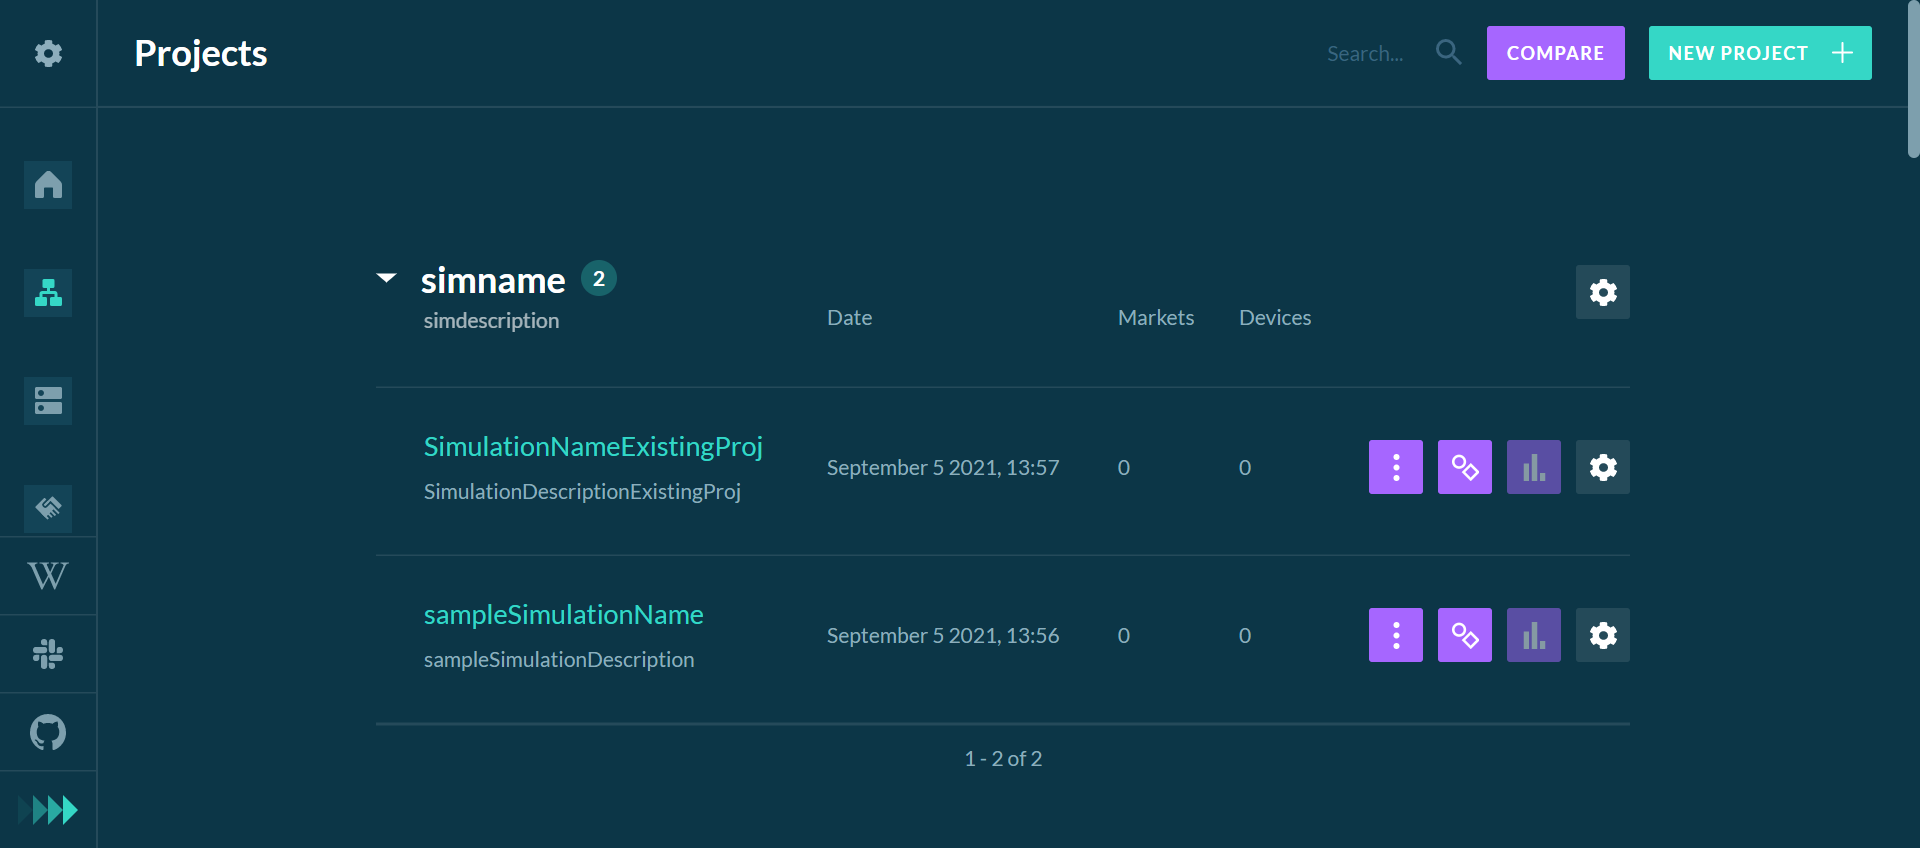 Projects
Search...
COMPARE
NEW PROJECT
simname 2
simdescription
Date Markets Devices
SimulationNameExistingProj
SimulationDescriptionExistingProj
September 5 2021, 13:57 0 0
sampleSimulationName
sampleSimulationDescription
September 5 2021, 13:56 0 0
W
1 - 2 of 2